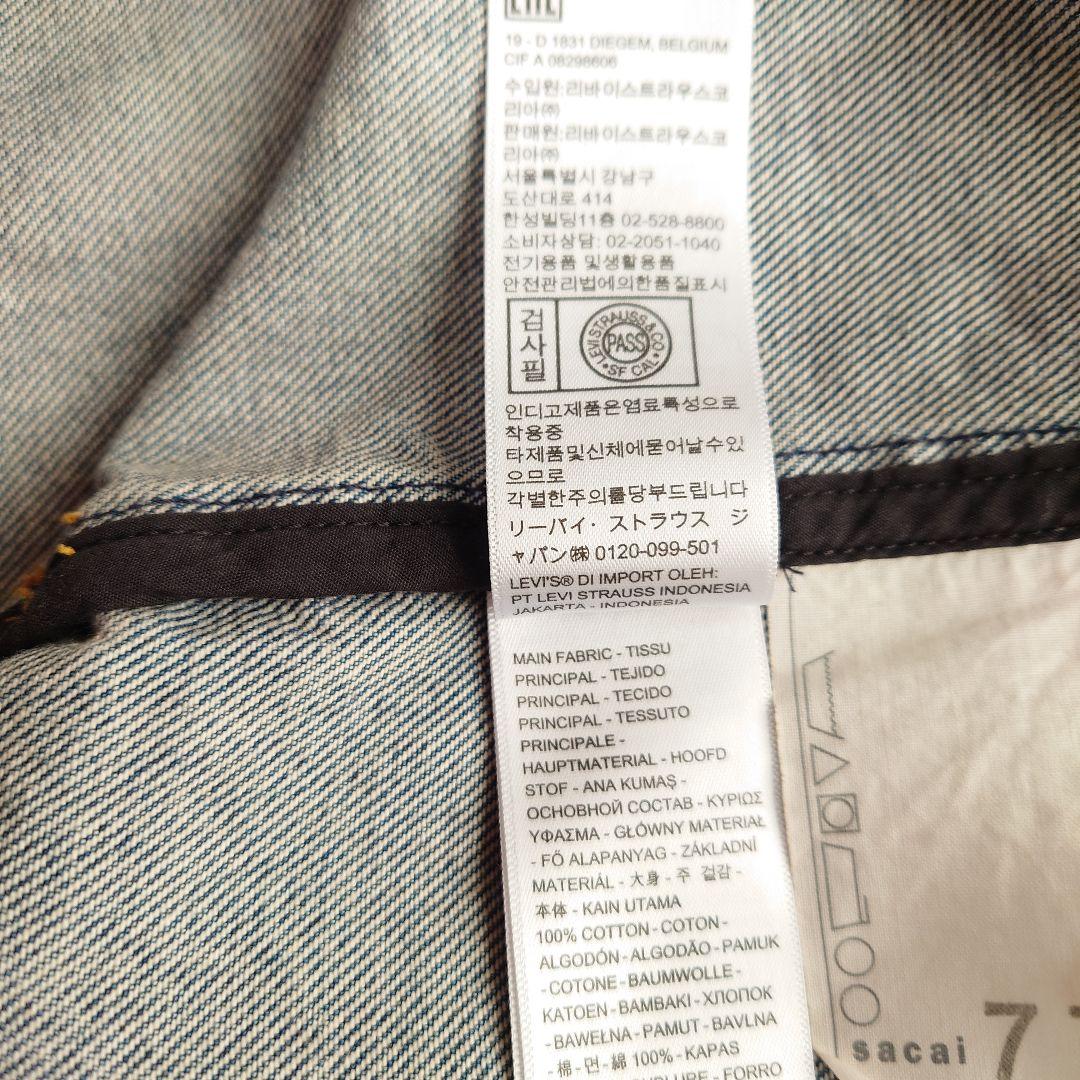 EAC
19 - D 1831 DIEGEM, BELGIUM
CIF A 08298606
수입원:리바이스트라우스코
리아㈜
판매원:리바이스트라우스코
리아㈜
서울특별시 강남구
도산대로 414
한성빌딩11층 02-528-8800
소비자상담: 02-2051-1040
전기용품 및생활용품
안전관리법에의한품질표시
검사필
LEVI STRAUSS & CO
PASS
SF CAL
인디고제품은염료특성으로
착용중
타제품및신체에묻어날수있
으므로
각별한주의를당부드립니다
リーバイ・ストラウス ジ
ャパン㈱ 0120-099-501
LEVI'S® DI IMPORT OLEH:
PT LEVI STRAUSS INDONESIA
JAKARTA - INDONESIA
MAIN FABRIC - TISSU
PRINCIPAL - TEJIDO
PRINCIPAL - TECIDO
PRINCIPAL - TESSUTO
PRINCIPALE -
HAUPTMATERIAL - HOOFD
STOF - ANA KUMAŞ -
ОСНОВНОЙ СОСТАВ - ΚΥΡΙΩΣ
ΥΦΑΣΜΑ - GŁÓWNY MATERIAŁ
- FŐ ALAPANYAG - ZÁKLADNÍ
MATERIÁL - 大身 - 주 겉감 -
本体 - KAIN UTAMA
100% COTTON - COTON -
ALGODÓN - ALGODÃO - PAMUK
- COTONE - BAUMWOLLE -
KATOEN - BAMBAKI - ХЛОПОК
- BAWEŁNA - PAMUT - BAVLNA
- 棉 - 면 - 綿 100% - KAPAS
FORRO
sacai
7